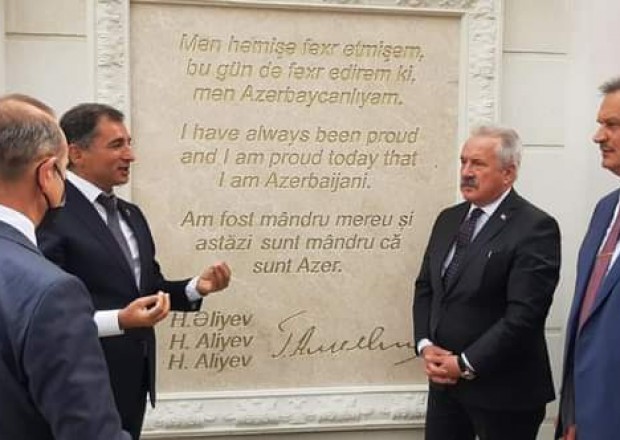 Mən həmişə fəxr etmişəm,
bu gün də fəxr edirəm ki,
mən Azərbaycanlıyam.
I have always been proud
and I am proud today that
I am Azerbaijani.
Am fost mândru mereu și
astăzi sunt mândru că
sunt Azer.
H.Əliyev
H. Aliyev
H. Aliyev